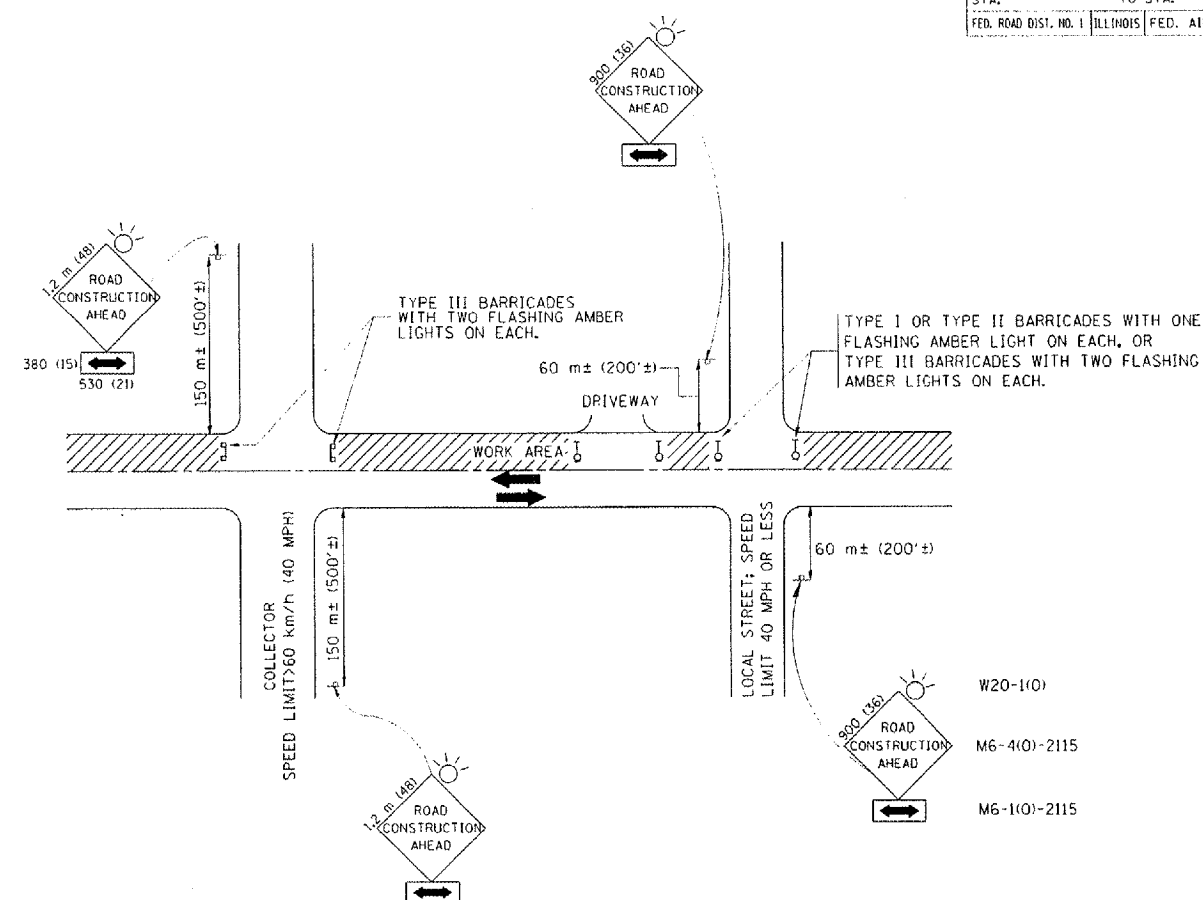 FED. ROAD DIST. NO. 1 ILLINOIS FED. AI
900 (36)
ROAD
CONSTRUCTION
AHEAD
1.2 m (48)
ROAD
CONSTRUCTION
AHEAD
380 (15)
530 (21)
150 m± (500'±)
TYPE III BARRICADES
WITH TWO FLASHING AMBER
LIGHTS ON EACH.
60 m± (200'±)
DRIVEWAY
TYPE I OR TYPE II BARRICADES WITH ONE
FLASHING AMBER LIGHT ON EACH, OR
TYPE III BARRICADES WITH TWO FLASHING
AMBER LIGHTS ON EACH.
WORK AREA
COLLECTOR
SPEED LIMIT>60 km/h (40 MPH)
150 m± (500'±)
LOCAL STREET; SPEED
LIMIT 40 MPH OR LESS
60 m± (200'±)
900 (36)
ROAD
CONSTRUCTION
AHEAD
W20-1(O)
M6-4(O)-2115
M6-1(O)-2115
1.2 m (48)
ROAD
CONSTRUCTION
AHEAD